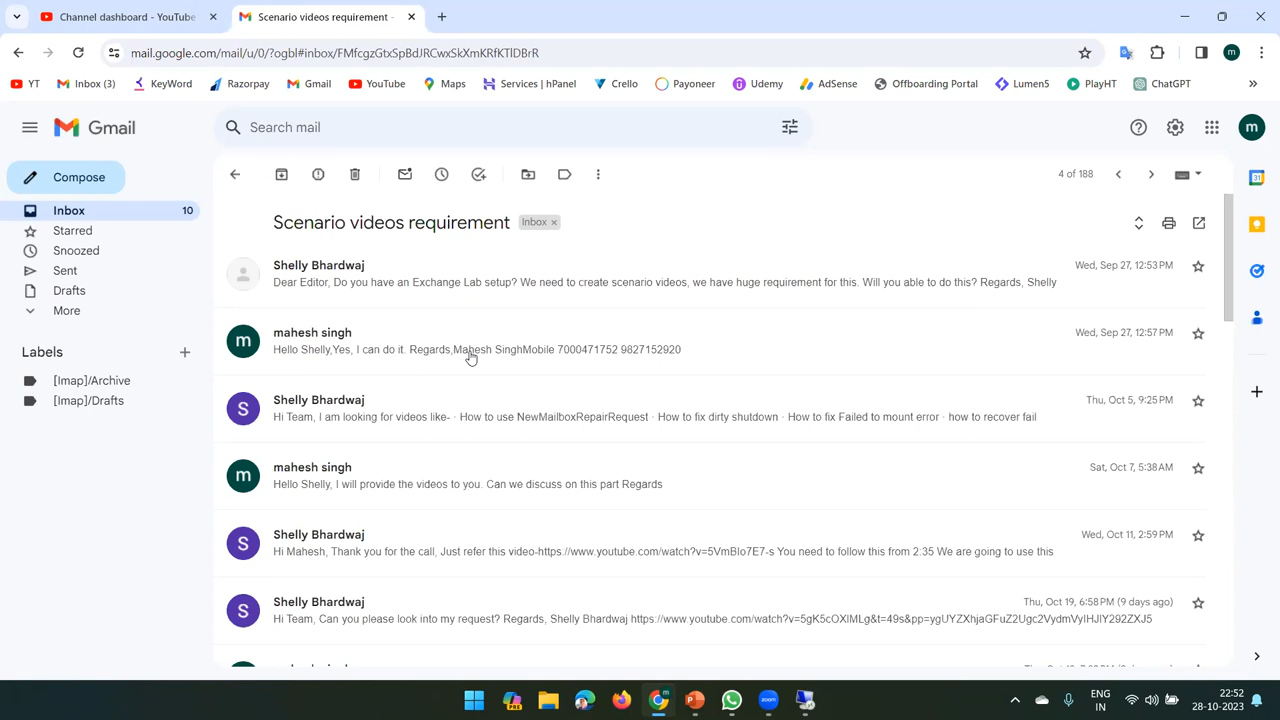 Channel dashboard - YouTube
Scenario videos requirement -
mail.google.com/mail/u/0/?ogbl#inbox/FMfcgzGtxSpBdJRCwxSkXmKRfKTlDBrR
YT
Inbox (3)
KeyWord
Razorpay
Gmail
YouTube
Maps
Services | hPanel
Crello
Payoneer
Udemy
AdSense
Offboarding Portal
Lumen5
PlayHT
ChatGPT
Gmail
Search mail
m
Compose
4 of 188
Inbox 10
Starred
Snoozed
Sent
Drafts
More
Labels
[Imap]/Archive
[Imap]/Drafts
Scenario videos requirement Inbox
Shelly Bhardwaj Wed, Sep 27, 12:53 PM
Dear Editor, Do you have an Exchange Lab setup? We need to create scenario videos, we have huge requirement for this. Will you able to do this? Regards, Shelly
m
mahesh singh Wed, Sep 27, 12:57 PM
Hello Shelly,Yes, I can do it. Regards,Mahesh SinghMobile 7000471752 9827152920
S
Shelly Bhardwaj Thu, Oct 5, 9:25 PM
Hi Team, I am looking for videos like- · How to use NewMailboxRepairRequest · How to fix dirty shutdown · How to fix Failed to mount error · how to recover fail
m
mahesh singh Sat, Oct 7, 5:38 AM
Hello Shelly, I will provide the videos to you. Can we discuss on this part Regards
S
Shelly Bhardwaj Wed, Oct 11, 2:59 PM
Hi Mahesh, Thank you for the call, Just refer this video-https://www.youtube.com/watch?v=5VmBIo7E7-s You need to follow this from 2:35 We are going to use this
S
Shelly Bhardwaj Thu, Oct 19, 6:58 PM (9 days ago)
Hi Team, Can you please look into my request? Regards, Shelly Bhardwaj https://www.youtube.com/watch?v=5gK5cOXlMLg&t=49s&pp=ygUYZXhjaGFuZ2Ugc2VydmVyIHJlY292ZXJ5
ENG
IN
22:52
28-10-2023